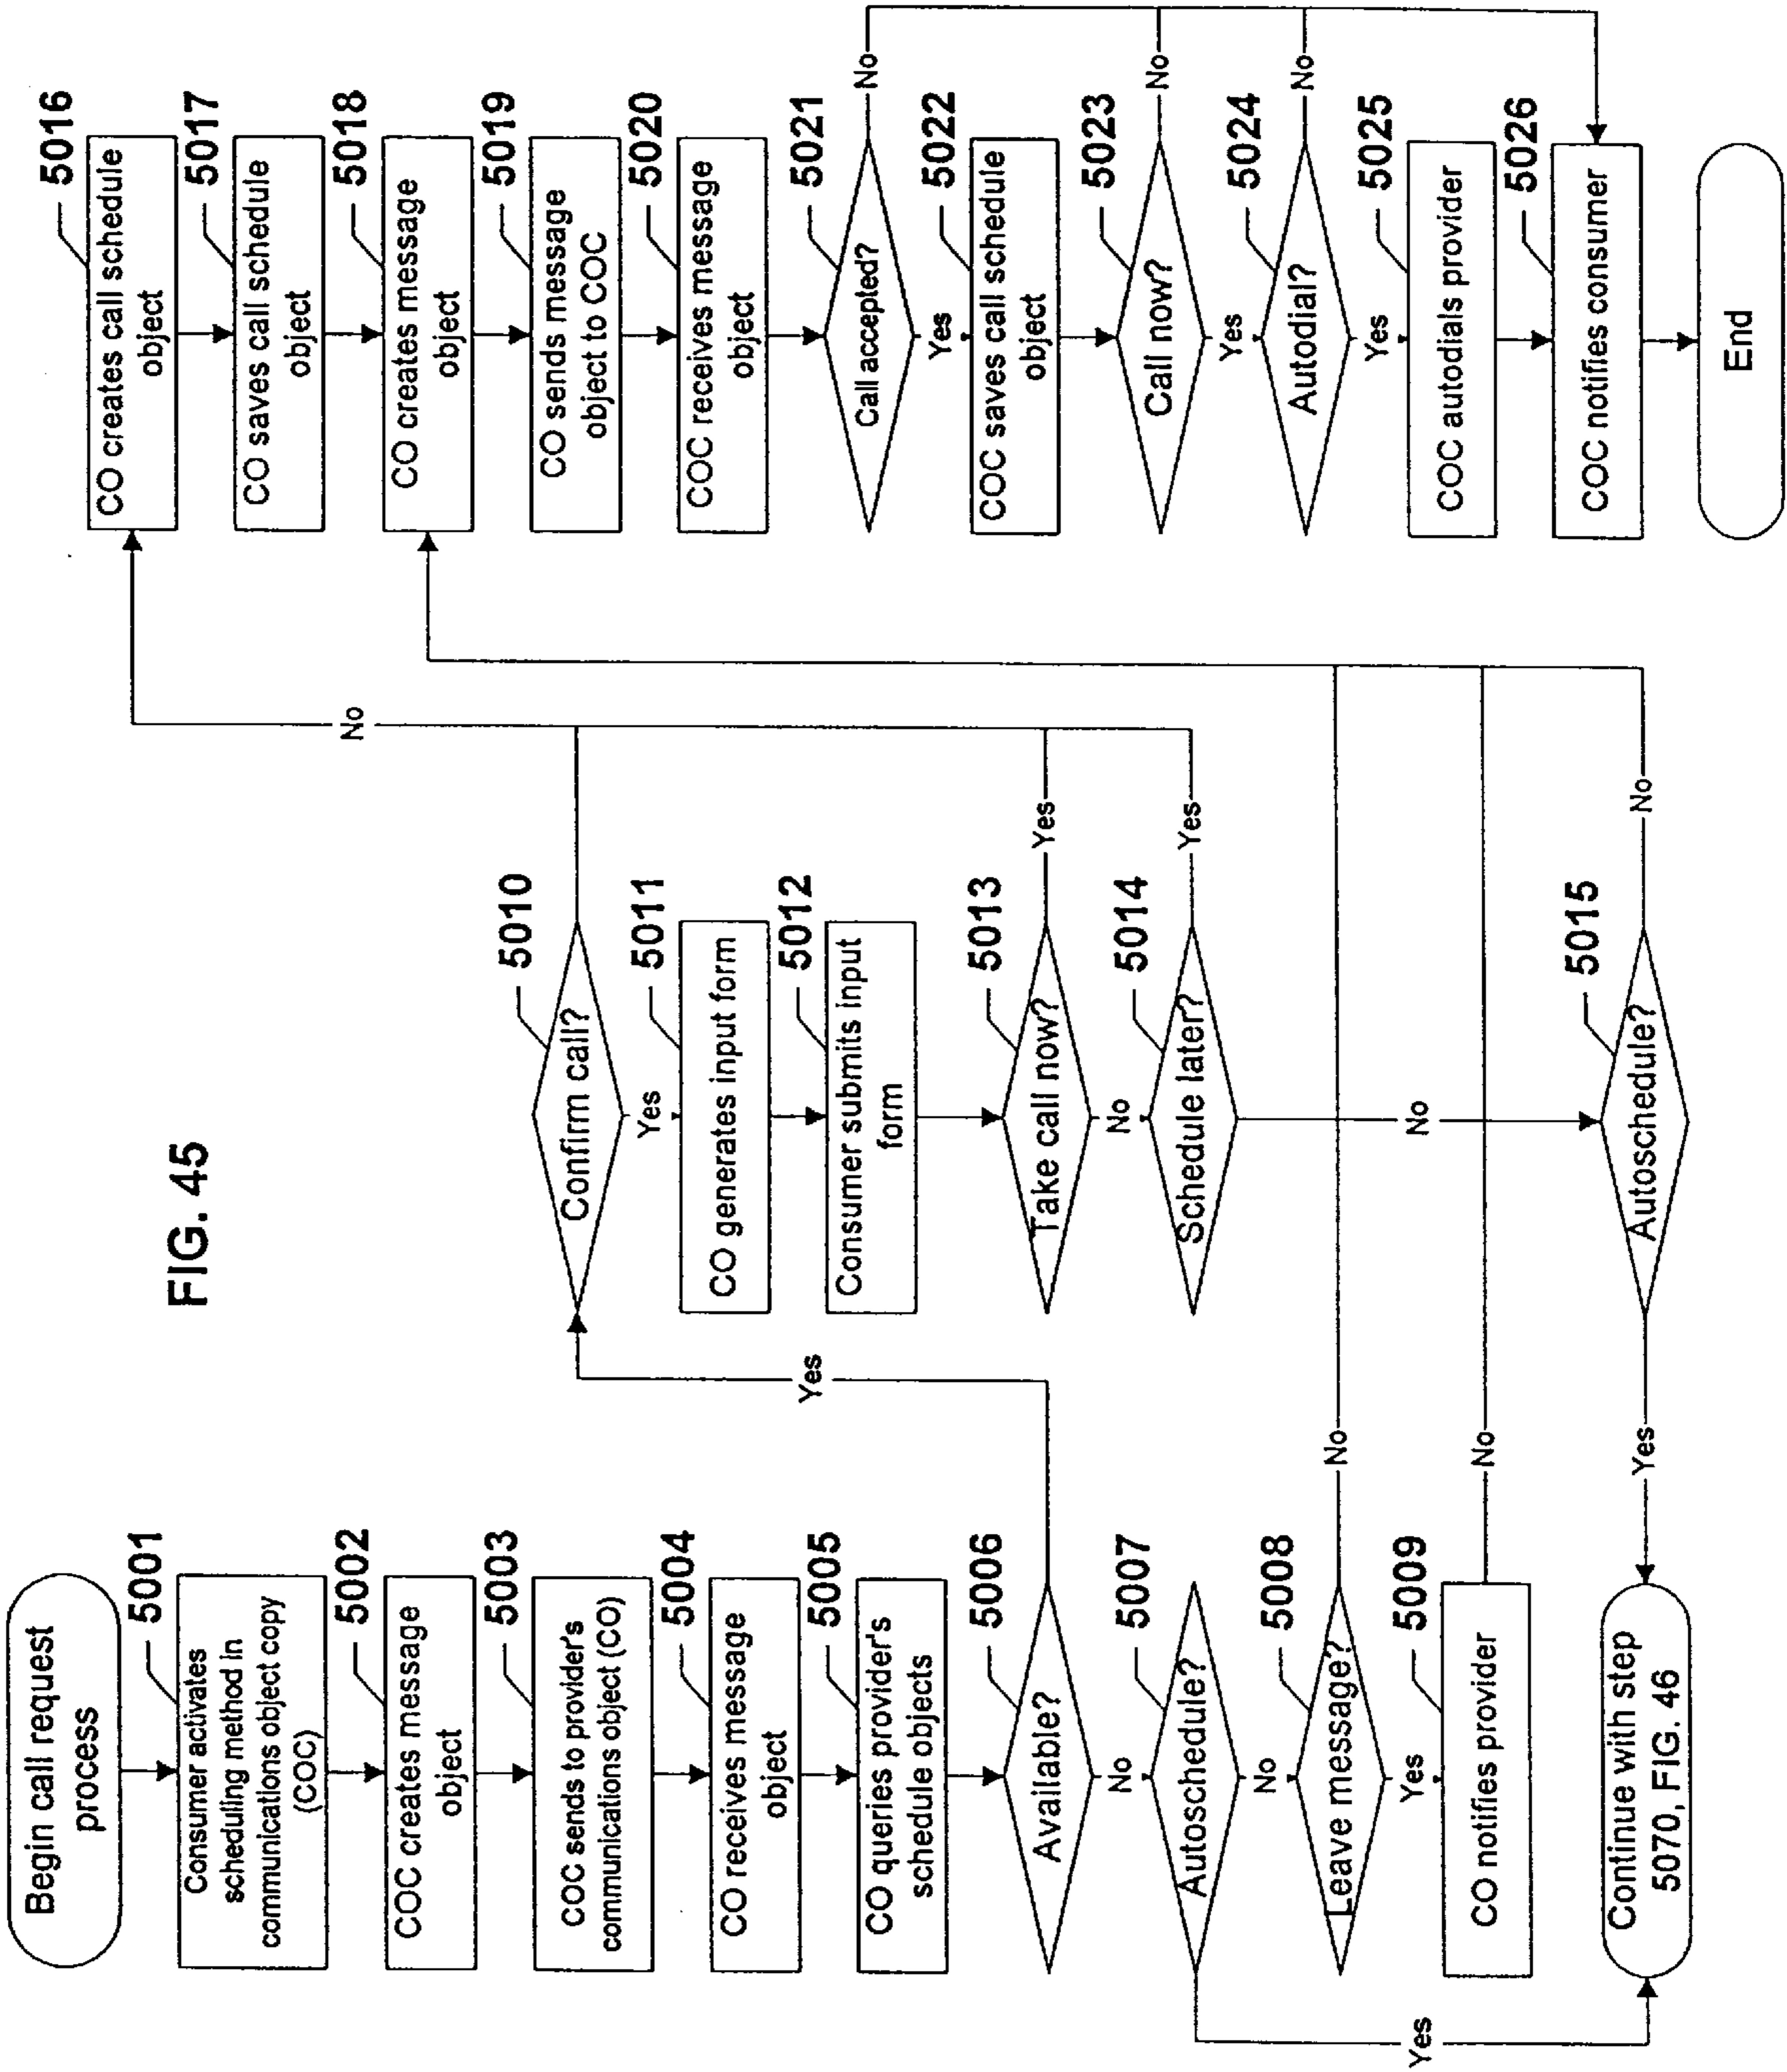 FIG. 45
Begin call request
process
5001
Consumer activates
scheduling method in
communications object copy
(COC)
5002
COC creates message
object
5003
COC sends to provider's
communications object (CO)
5004
CO receives message
object
5005
CO queries provider's
schedule objects
5006
Available?
Yes
No
5007
Autoschedule?
Yes
No
5008
Leave message?
No
Yes
5009
CO notifies provider
No
Continue with step
5070, FIG. 46
5010
Confirm call?
No
Yes
5011
CO generates input form
5012
Consumer submits input
form
5013
Take call now?
Yes
No
5014
Schedule later?
Yes
No
5015
Autoschedule?
No
Yes
5016
CO creates call schedule
object
5017
CO saves call schedule
object
5018
CO creates message
object
5019
CO sends message
object to COC
5020
COC receives message
object
5021
Call accepted?
No
Yes
5022
COC saves call schedule
object
5023
Call now?
No
Yes
5024
Autodial?
No
Yes
5025
COC autodials provider
5026
COC notifies consumer
End